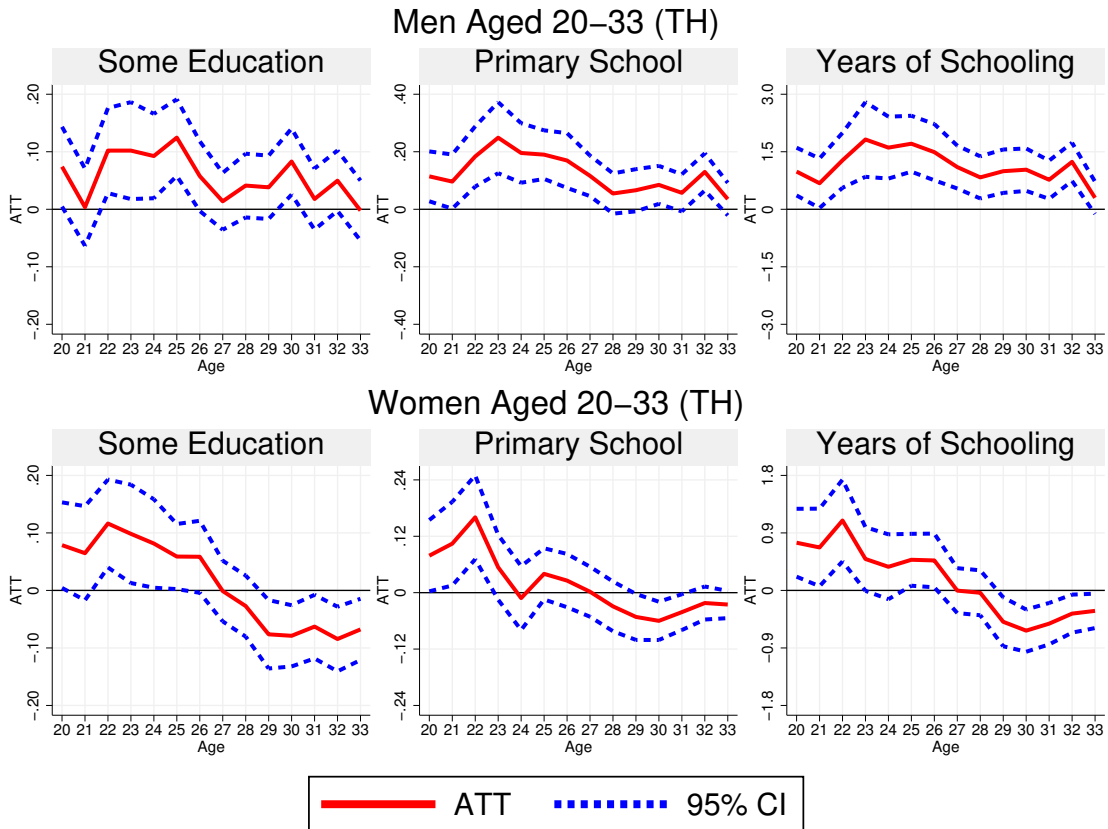 Men Aged 20−33 (TH)
Some Education
.20
.10
0
−.10
−.20
ATT
20 21 22 23 24 25 26 27 28 29 30 31 32 33
Age
Primary School
.40
.20
0
−.20
−.40
ATT
20 21 22 23 24 25 26 27 28 29 30 31 32 33
Age
Years of Schooling
3.0
1.5
0
−1.5
−3.0
ATT
20 21 22 23 24 25 26 27 28 29 30 31 32 33
Age
Women Aged 20−33 (TH)
Some Education
.20
.10
0
−.10
−.20
ATT
20 21 22 23 24 25 26 27 28 29 30 31 32 33
Age
Primary School
.24
.12
0
−.12
−.24
ATT
20 21 22 23 24 25 26 27 28 29 30 31 32 33
Age
Years of Schooling
1.8
0.9
0
−0.9
−1.8
ATT
20 21 22 23 24 25 26 27 28 29 30 31 32 33
Age
ATT
95% CI